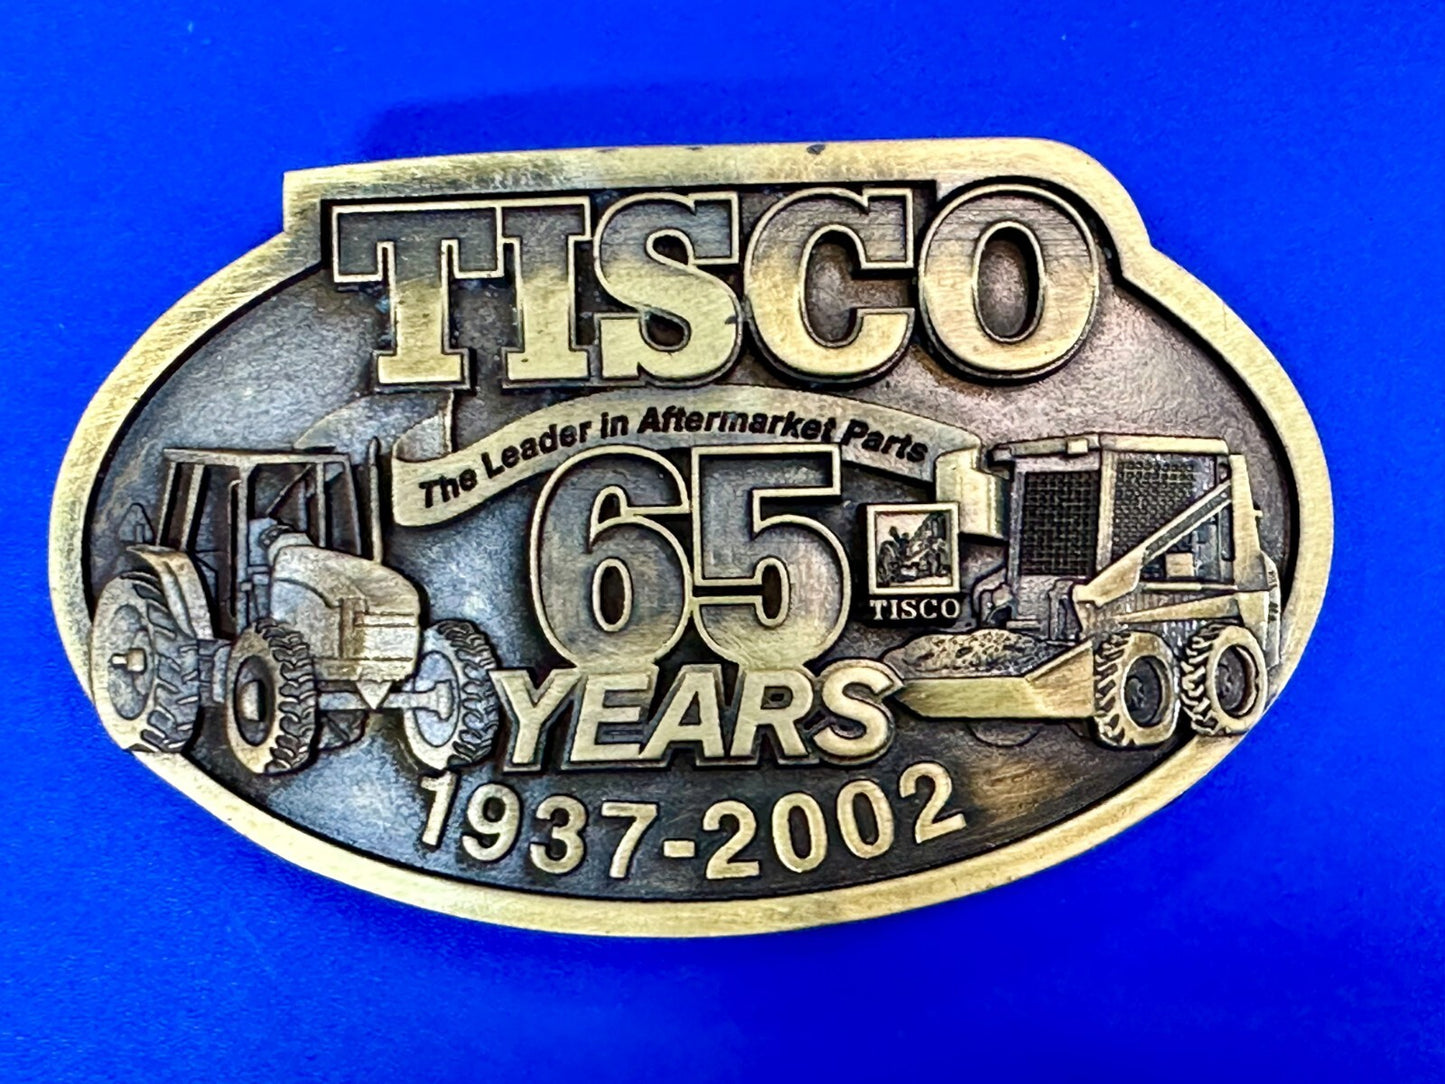 TISCO
The Leader in Aftermarket Parts
65
TISCO
YEARS
1937-2002